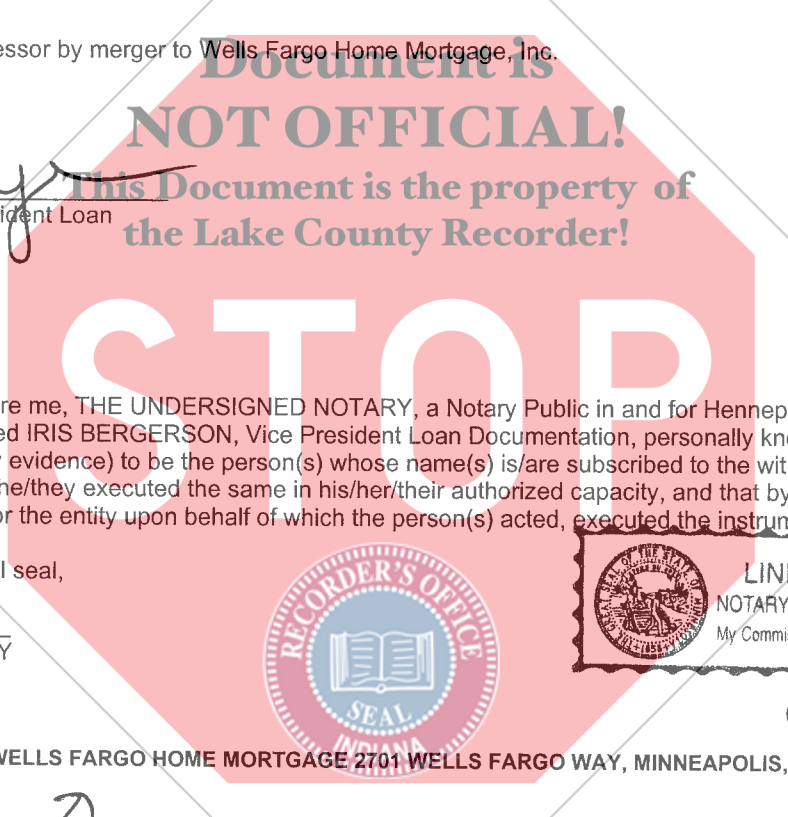 essor by merger to Wells Fargo Home Mortgage, Inc.
Document is
NOT OFFICIAL!
This Document is the property of
ident Loan
the Lake County Recorder!
STOP
re me, THE UNDERSIGNED NOTARY, a Notary Public in and for Hennep
ed IRIS BERGERSON, Vice President Loan Documentation, personally kn
evidence) to be the person(s) whose name(s) is/are subscribed to the wit
he/they executed the same in his/her/their authorized capacity, and that by
or the entity upon behalf of which the person(s) acted, executed the instrum
l seal,
LIN
NOTARY
My Commis
Y
RECORDER'S OFFICE
SEAL
INDIANA
WELLS FARGO HOME MORTGAGE 2701 WELLS FARGO WAY, MINNEAPOLIS,